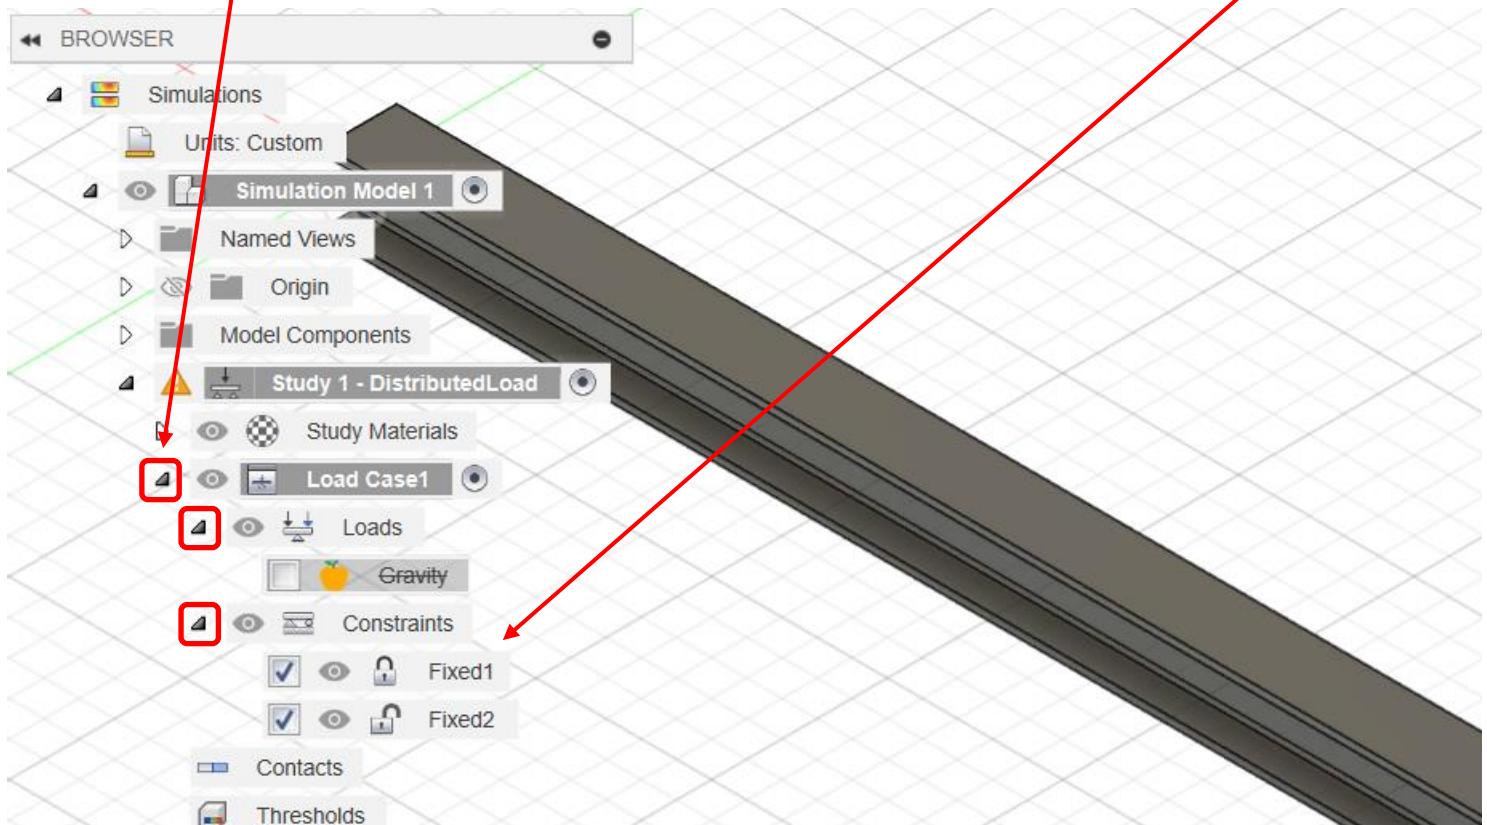 BROWSER
Simulations
Units: Custom
Simulation Model 1
Named Views
Origin
Model Components
Study 1 - DistributedLoad
Study Materials
Load Case1
Loads
Gravity
Constraints
Fixed1
Fixed2
Contacts
Thresholds